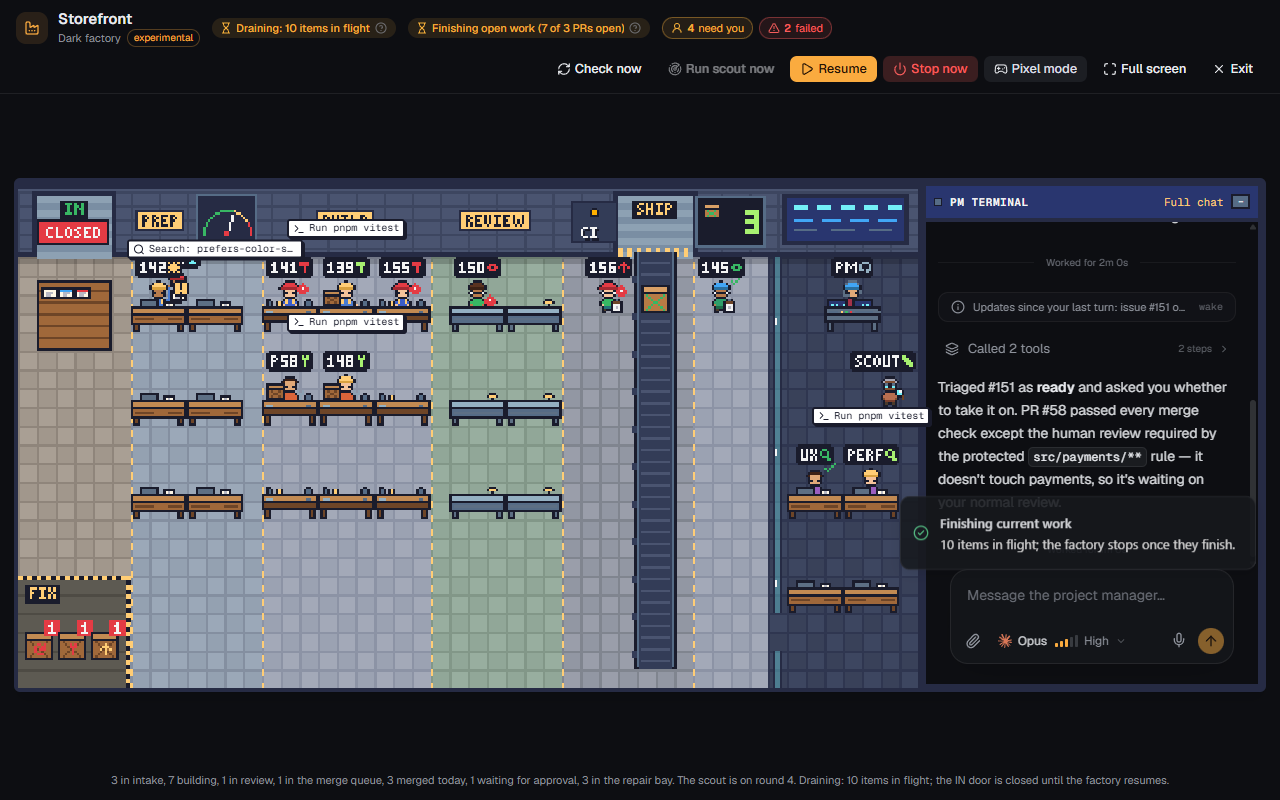 Storefront
Dark factory experimental
Draining: 10 items in flight
Finishing open work (7 of 3 PRs open)
4 need you
2 failed
Check now
Run scout now
Resume
Stop now
Pixel mode
Full screen
Exit
IN
CLOSED
PREP
REVIEW
CI
SHIP
3
>_ Run pnpm vitest
Search: prefers-color-s…
142
141
139
155
150
156
145
PM
>_ Run pnpm vitest
P58
148
SCOUT
>_ Run pnpm vitest
UX
PERF
FIX
1
1
1
PM TERMINAL
Full chat
Worked for 2m 0s
Updates since your last turn: issue #151 o… wake
Called 2 tools 2 steps
Triaged #151 as ready and asked you whether
to take it on. PR #58 passed every merge
check except the human review required by
the protected src/payments/** rule — it
doesn't touch payments, so it's waiting on
your normal review.
Finishing current work
10 items in flight; the factory stops once they finish.
Message the project manager…
Opus High
3 in intake, 7 building, 1 in review, 1 in the merge queue, 3 merged today, 1 waiting for approval, 3 in the repair bay. The scout is on round 4. Draining: 10 items in flight; the IN door is closed until the factory resumes.